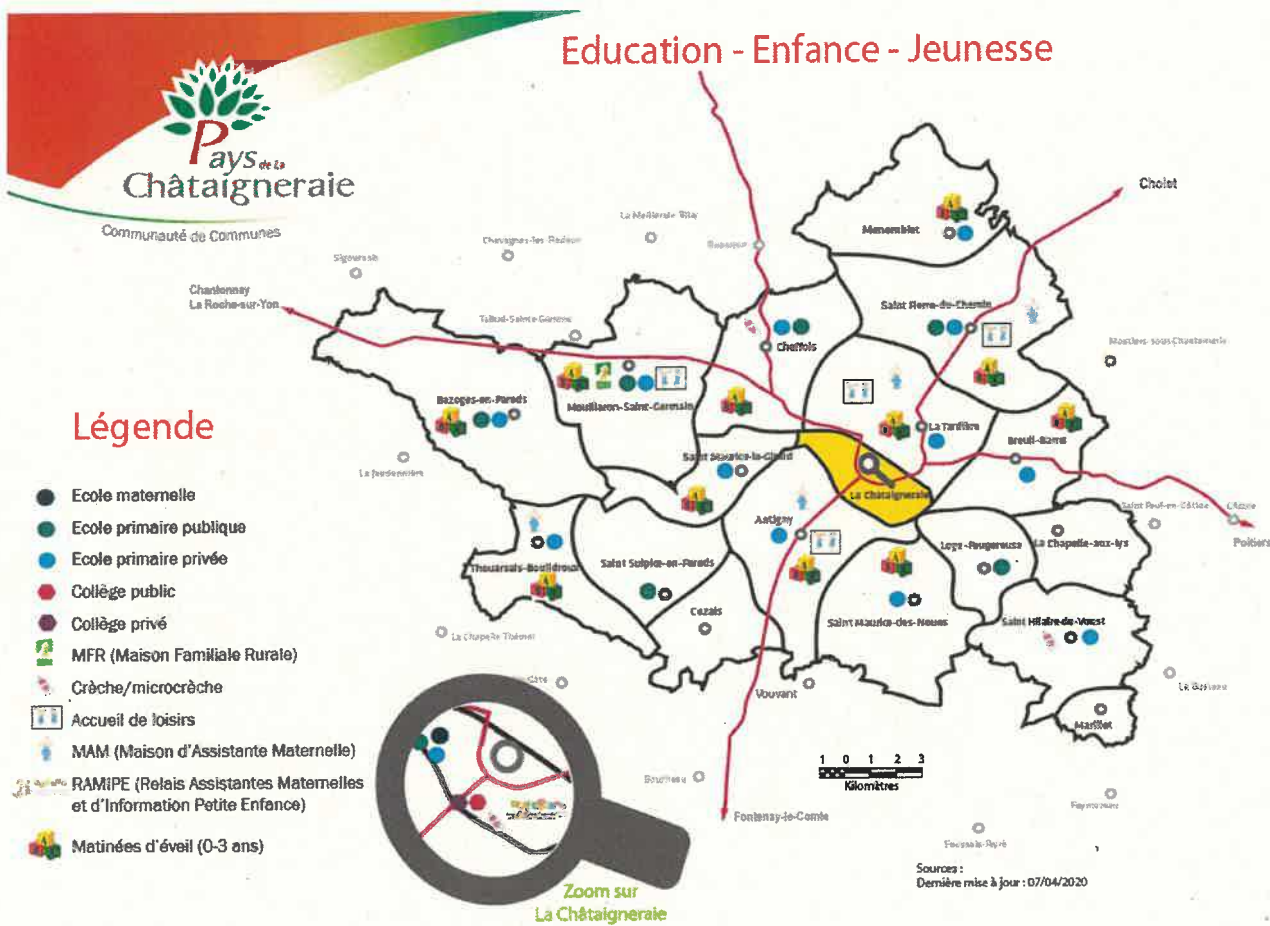 Education - Enfance - Jeunesse
Pays de la
Châtaigneraie
Communauté de Communes
Cholet
Menomblet
Sigournais
Chantonnay
La Roche-sur-Yon
Saint Pierre-du-Chemin
Cheffois
Bazoges-en-Pareds
Mouilleron-Saint-Germain
La Tardière
Breuil-Barret
Saint Maurice-le-Girard
La Châtaigneraie
Antigny
Loge-Fougereuse
La Chapelle-aux-Lys
Poitiers
Thouarsais-Bouildroux
Saint Sulpice-en-Pareds
Cezais
Saint Maurice-des-Noues
Saint Hilaire-de-Voust
Vouvant
Marillet
Fontenay-le-Comte
Légende
Ecole maternelle
Ecole primaire publique
Ecole primaire privée
Collège public
Collège privé
MFR (Maison Familiale Rurale)
Crèche/microcrèche
Accueil de loisirs
MAM (Maison d'Assistante Maternelle)
RAMIPE (Relais Assistantes Maternelles
et d'Information Petite Enfance)
Matinées d'éveil (0-3 ans)
1 0 1 2 3
Kilomètres
Sources :
Dernière mise à jour : 07/04/2020
Zoom sur
La Châtaigneraie